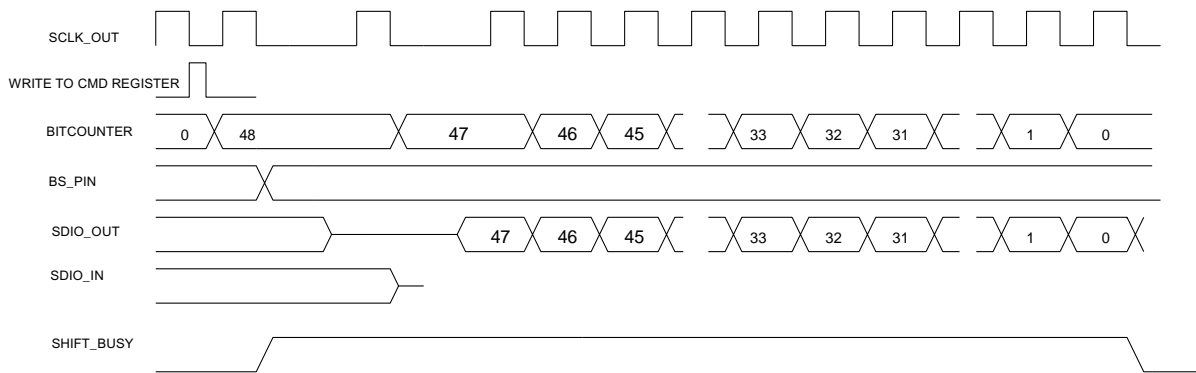 SCLK_OUT
WRITE TO CMD REGISTER
BITCOUNTER 0 48 47 46 45 33 32 31 1 0
BS_PIN
SDIO_OUT 47 46 45 33 32 31 1 0
SDIO_IN
SHIFT_BUSY